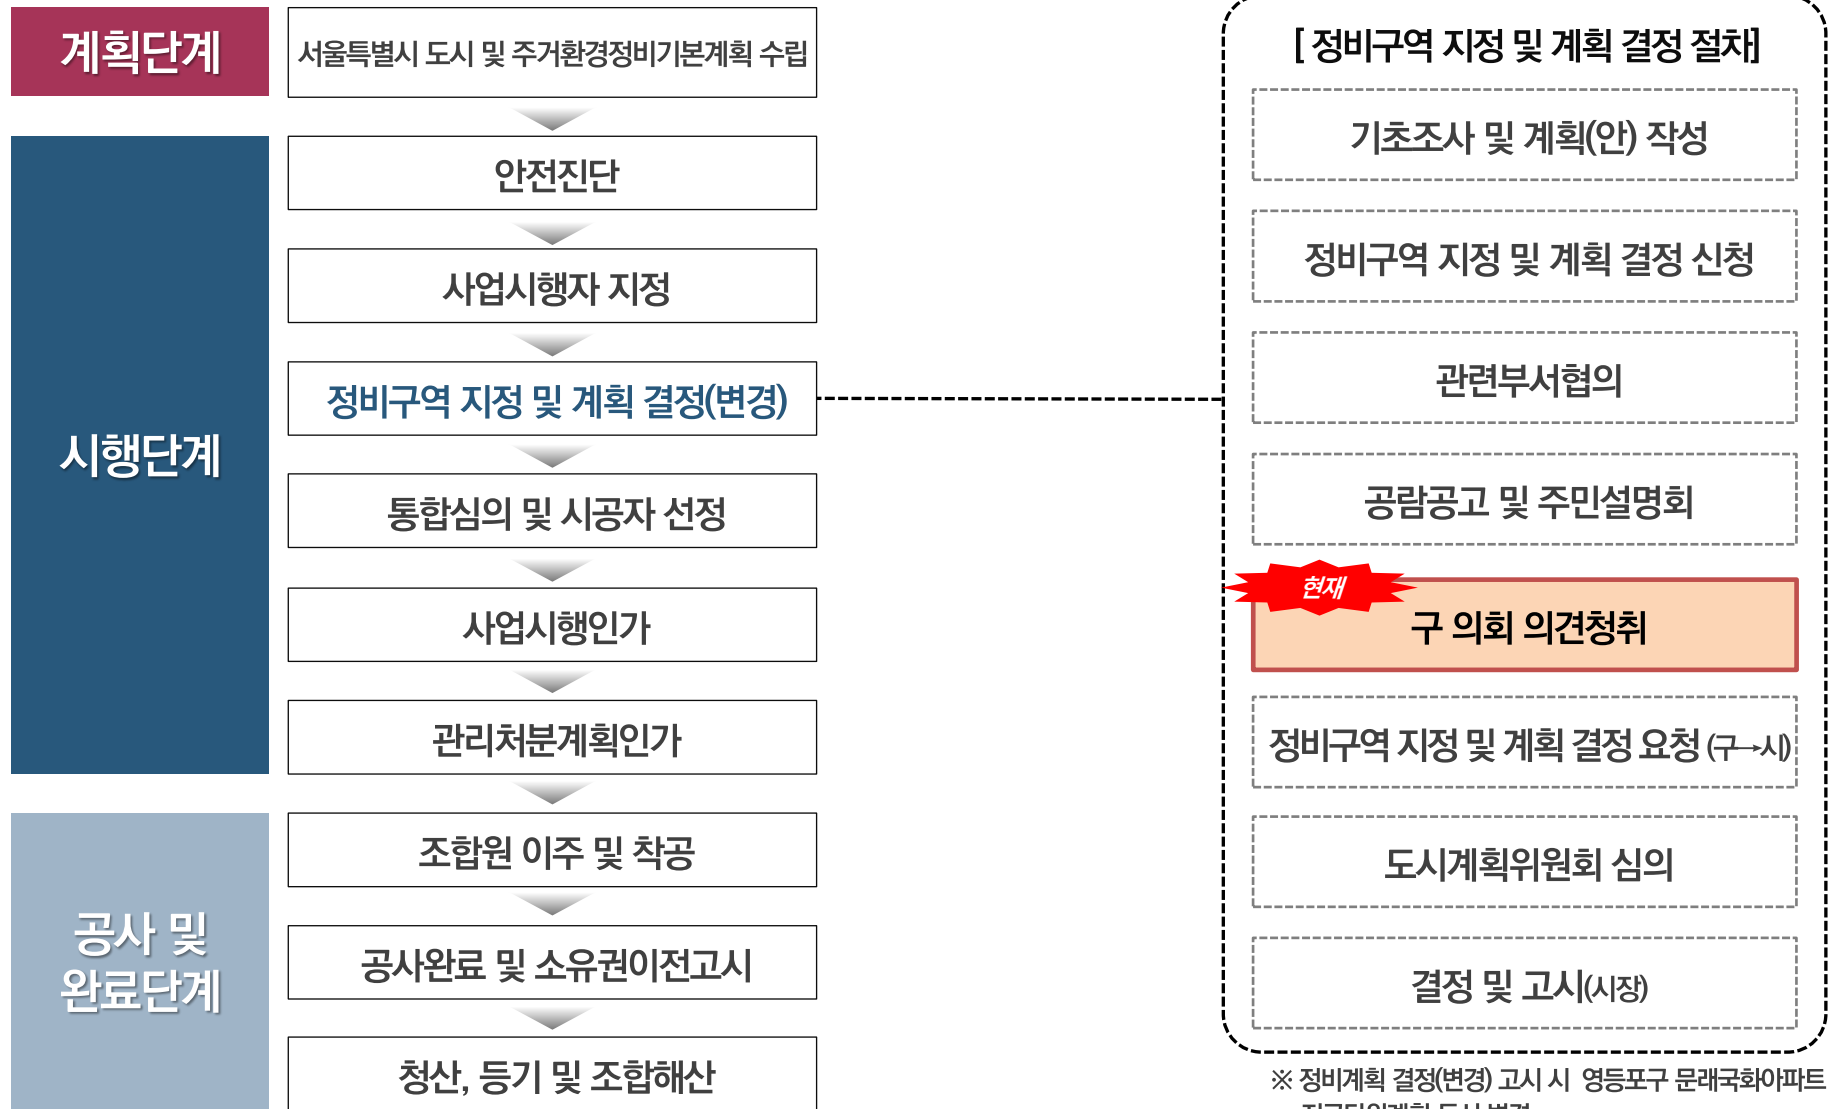 계획단계
서울특별시 도시 및 주거환경정비기본계획 수립
시행단계
안전진단
사업시행자 지정
정비구역 지정 및 계획 결정(변경)
통합심의 및 시공자 선정
사업시행인가
관리처분계획인가
공사 및
완료단계
조합원 이주 및 착공
공사완료 및 소유권이전고시
청산, 등기 및 조합해산
[ 정비구역 지정 및 계획 결정 절차]
기초조사 및 계획(안) 작성
정비구역 지정 및 계획 결정 신청
관련부서협의
공람공고 및 주민설명회
현재
구 의회 의견청취
정비구역 지정 및 계획 결정 요청 (구→시)
도시계획위원회 심의
결정 및 고시(시장)
※ 정비계획 결정(변경) 고시 시 영등포구 문래국화아파트